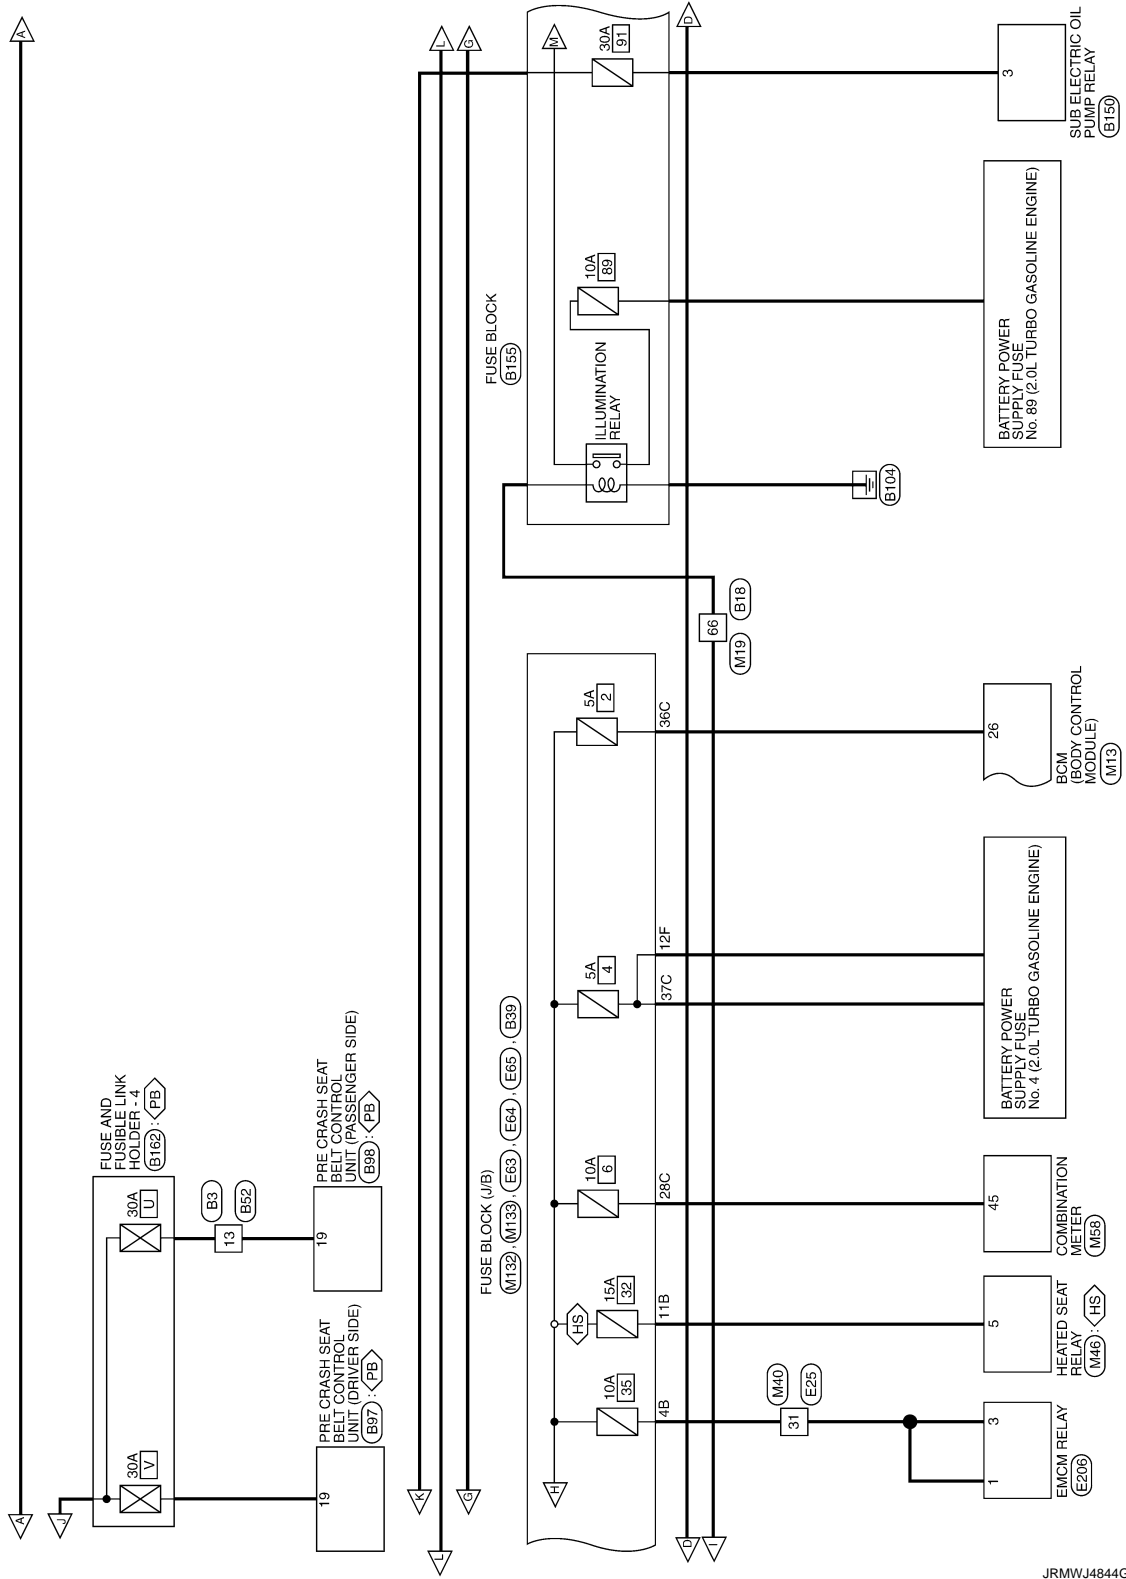 A
A
J
FUSE AND
FUSIBLE LINK
HOLDER - 4
B162 : PB
30A
V
30A
U
B3
13
B52
19
PRE CRASH SEAT
BELT CONTROL
UNIT (DRIVER SIDE)
B97 : PB
19
PRE CRASH SEAT
BELT CONTROL
UNIT (PASSENGER SIDE)
B98 : PB
K
L
L
G
G
FUSE BLOCK (J/B)
M132 , M133 , E63 , E64 , E65 , B39
H
10A
35
4B
HS
15A
32
11B
10A
6
28C
5A
4
37C
12F
5A
2
36C
FUSE BLOCK
B155
M
ILLUMINATION
RELAY
10A
89
30A
91
D
D
I
M19
66
B18
M40
31
E25
B104
1
3
EMCM RELAY
E206
5
HEATED SEAT
RELAY
M46 : HS
45
COMBINATION
METER
M58
BATTERY POWER
SUPPLY FUSE
No. 4 (2.0L TURBO GASOLINE ENGINE)
26
BCM
(BODY CONTROL
MODULE)
M13
BATTERY POWER
SUPPLY FUSE
No. 89 (2.0L TURBO GASOLINE ENGINE)
3
SUB ELECTRIC OIL
PUMP RELAY
B150
JRMWJ4844G